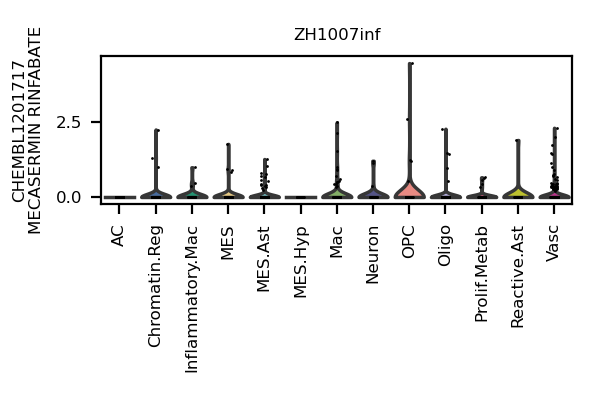 ZH1007inf
CHEMBL1201717
MECASERMIN RINFABATE
2.5
0.0
AC
Chromatin.Reg
Inflammatory.Mac
MES
MES.Ast
MES.Hyp
Mac
Neuron
OPC
Oligo
Prolif.Metab
Reactive.Ast
Vasc